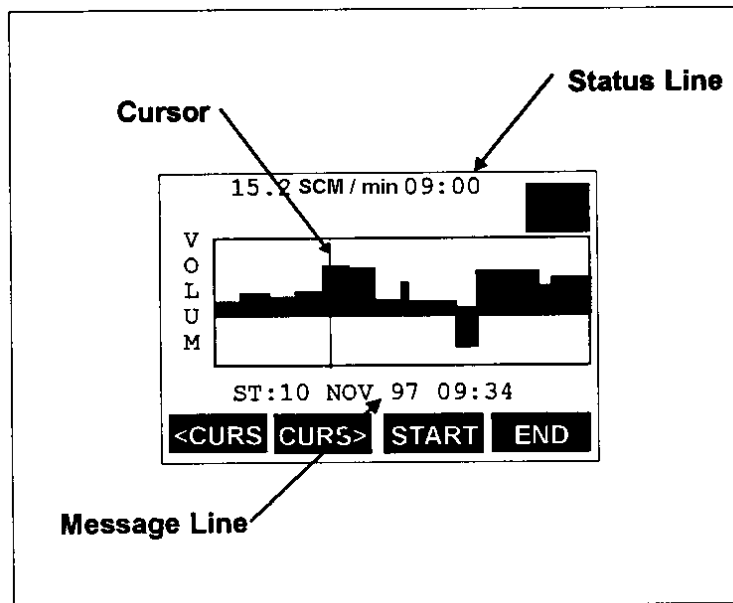 Status Line
Cursor
15.2 SCM / min 09:00
VOLUM
ST:10 NOV 97 09:34
<CURS CURS> START END
Message Line